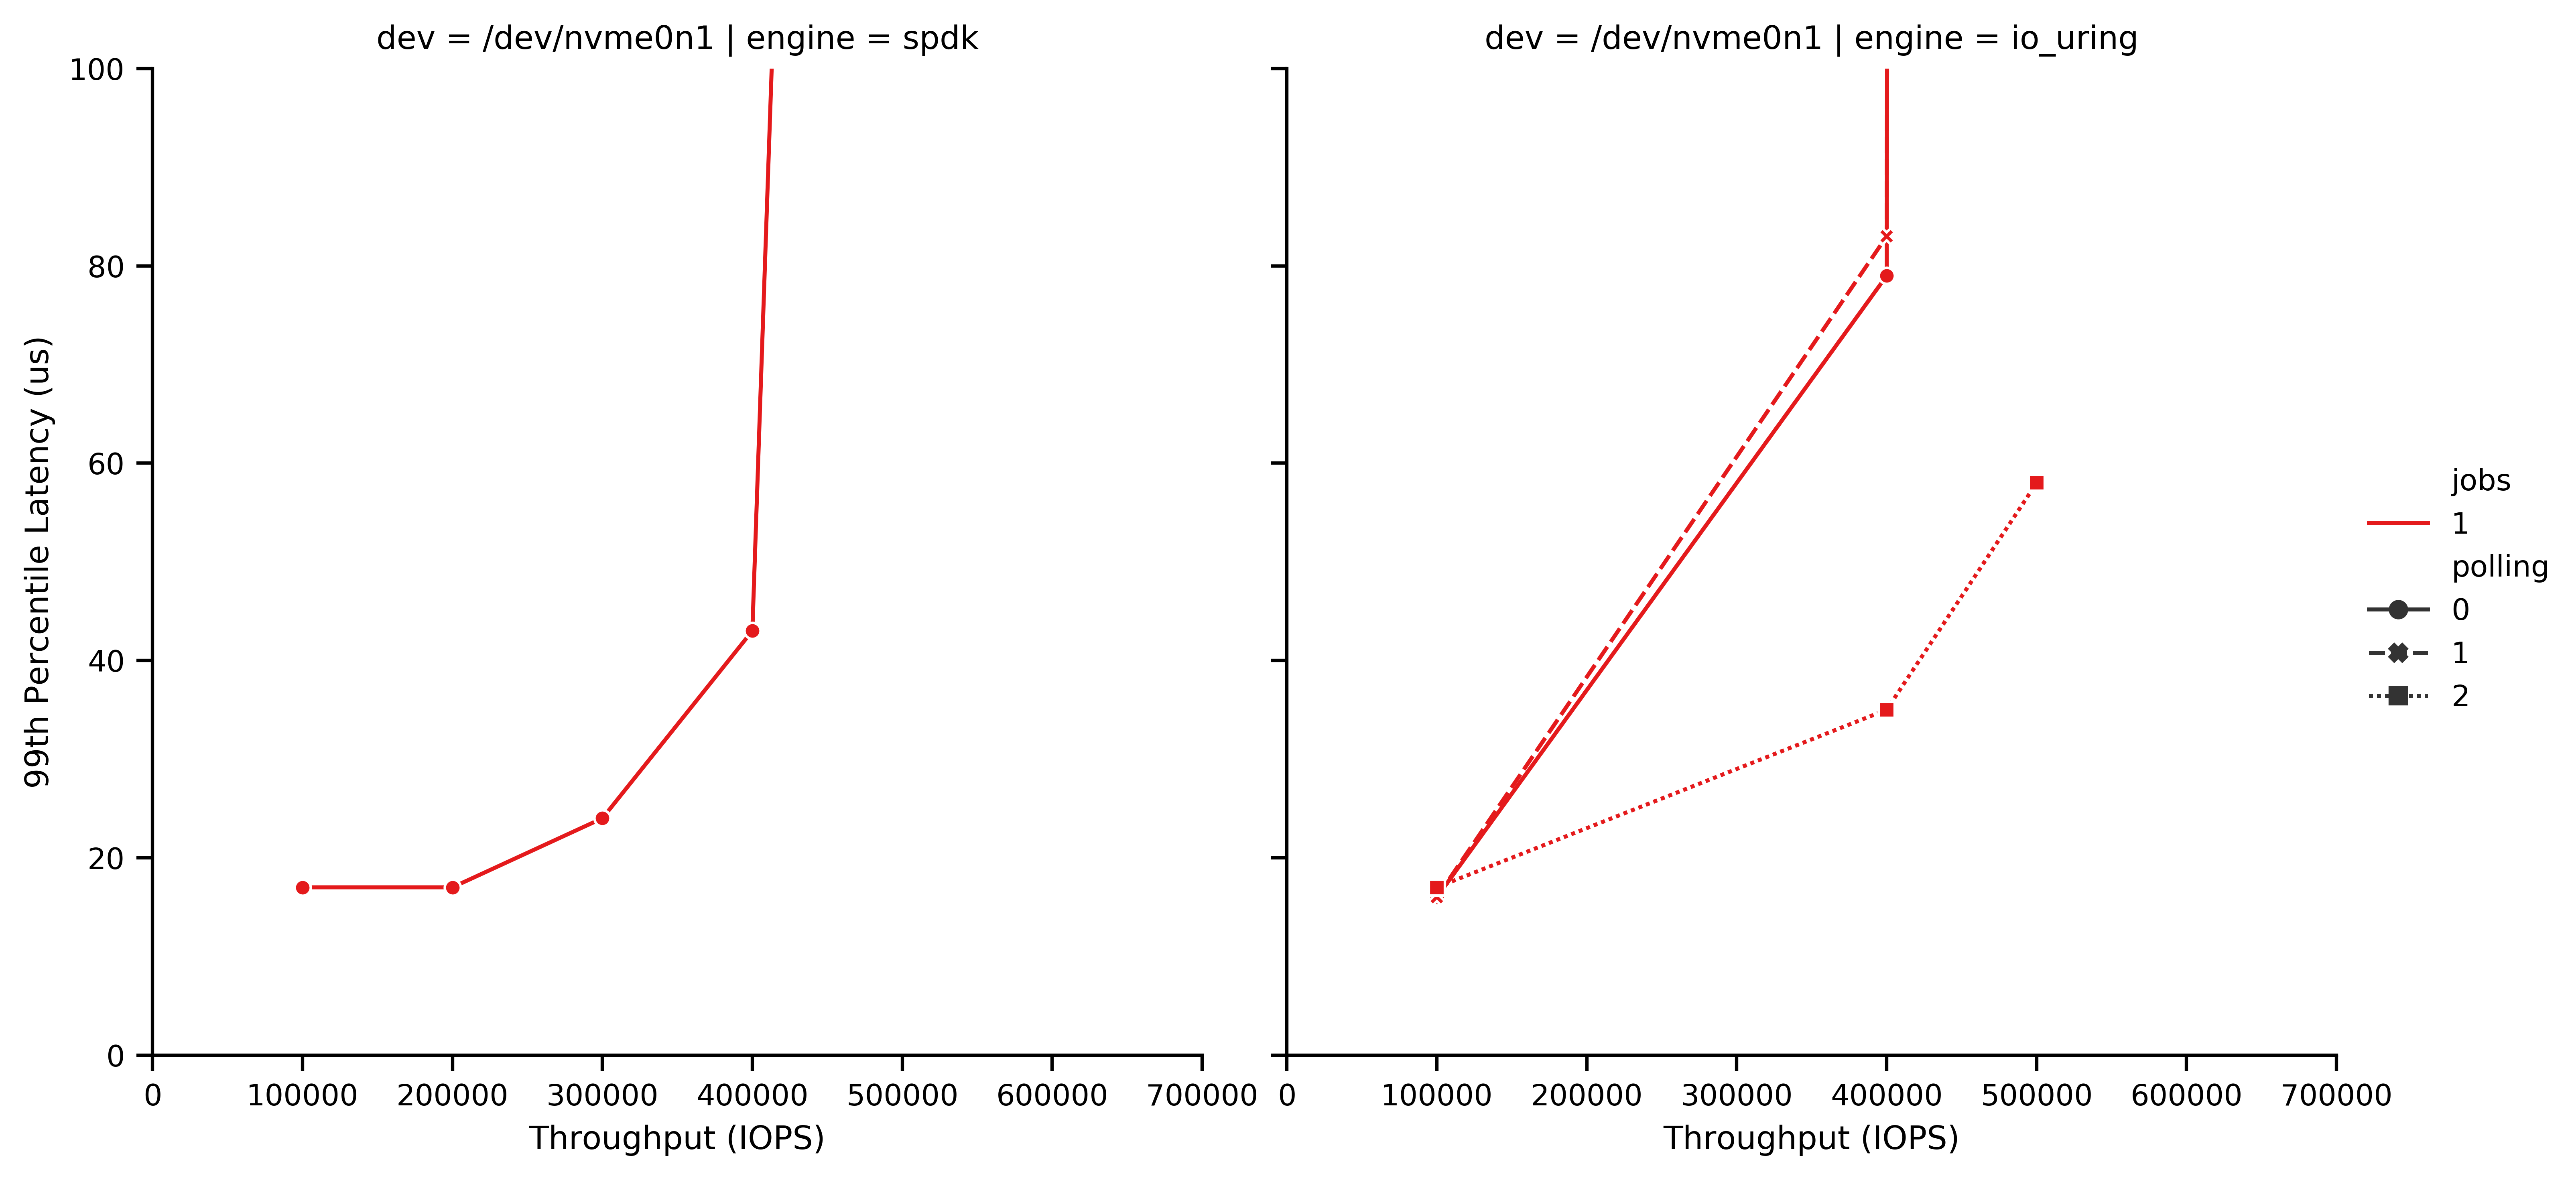 dev = /dev/nvme0n1 | engine = spdk
dev = /dev/nvme0n1 | engine = io_uring
99th Percentile Latency (us)
100
80
60
40
20
0
0 100000 200000 300000 400000 500000 600000 700000
Throughput (IOPS)
0 100000 200000 300000 400000 500000 600000 700000
Throughput (IOPS)
jobs
1
polling
0
1
2